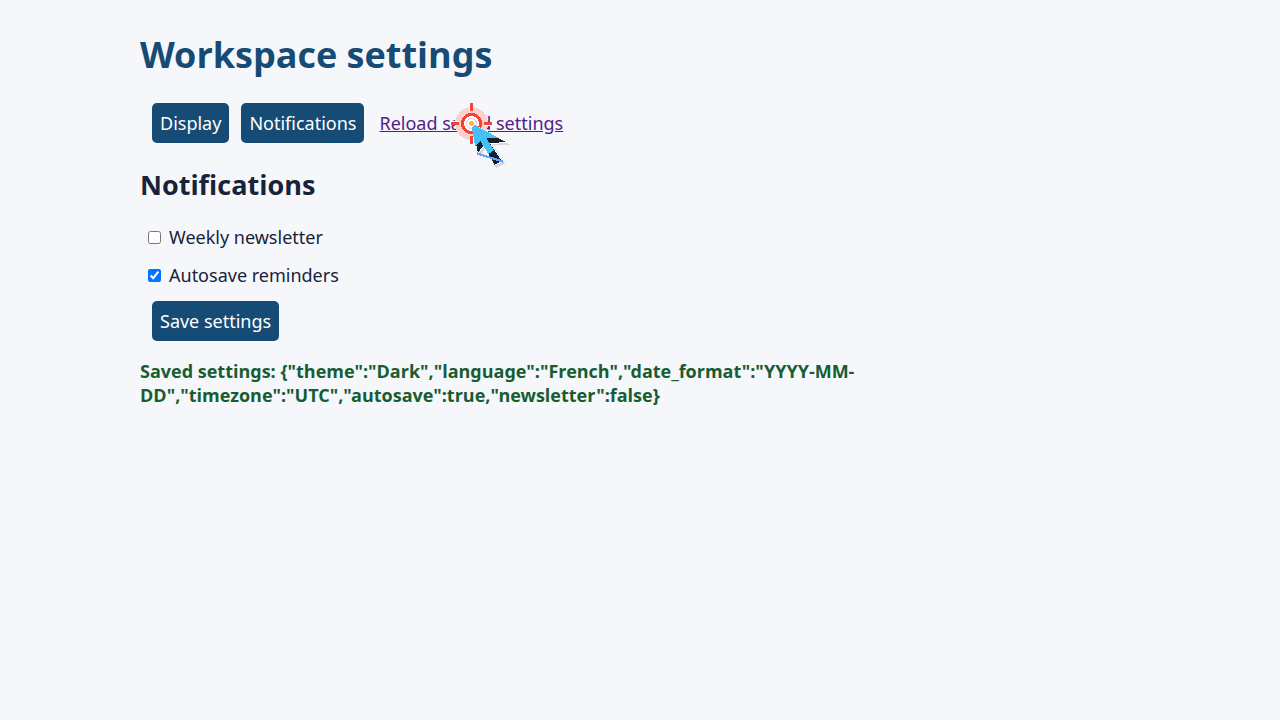 Workspace settings
Display
Notifications
Reload settings
Notifications
Weekly newsletter
Autosave reminders
Save settings
Saved settings: {"theme":"Dark","language":"French","date_format":"YYYY-MM-
DD","timezone":"UTC","autosave":true,"newsletter":false}